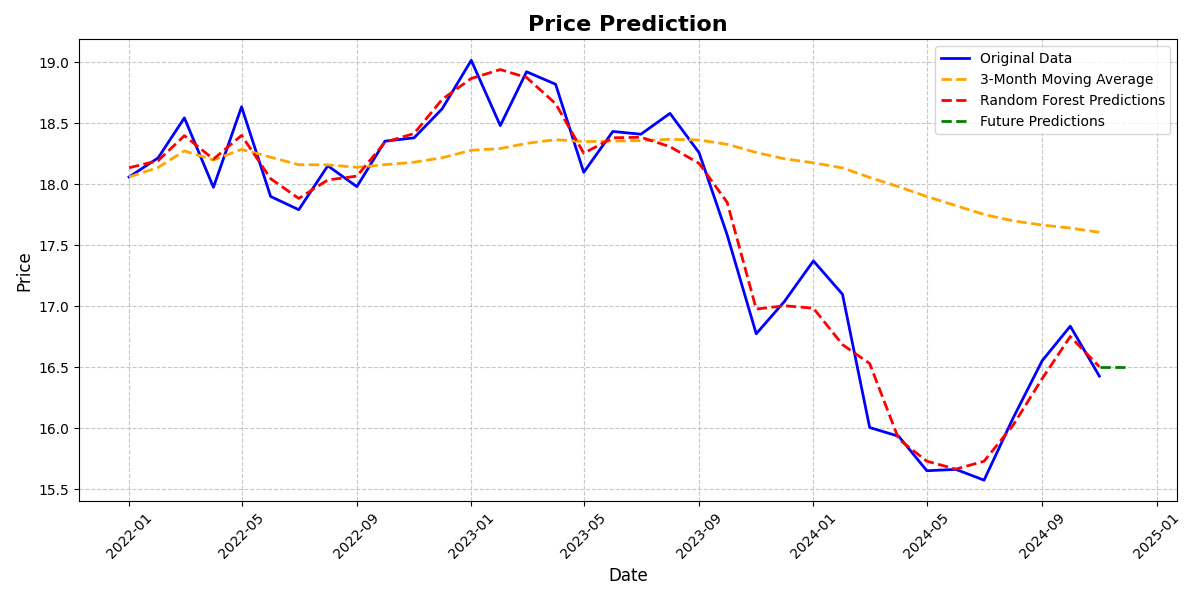 Price Prediction
Original Data
3-Month Moving Average
Random Forest Predictions
Future Predictions
Price
19.0
18.5
18.0
17.5
17.0
16.5
16.0
15.5
2022-01
2022-05
2022-09
2023-01
2023-05
2023-09
2024-01
2024-05
2024-09
2025-01
Date